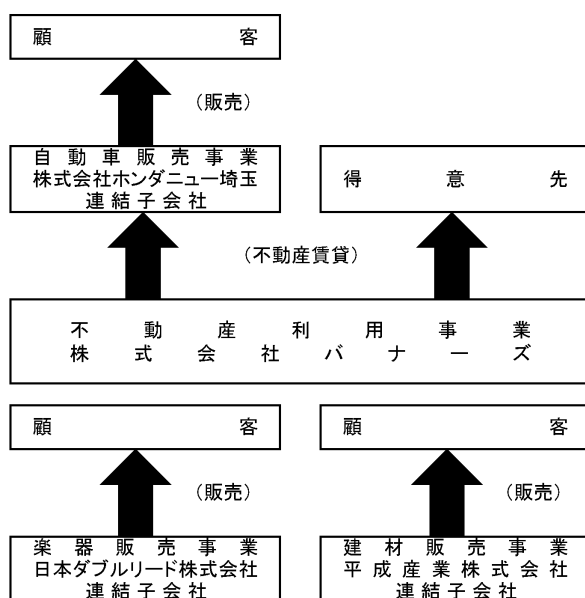 顧客
（販売）
自動車販売事業
株式会社ホンダニュー埼玉
連結子会社
得意先
（不動産賃貸）
不動産利用事業
株式会社バナーズ
顧客
顧客
（販売）
（販売）
楽器販売事業
日本ダブルリード株式会社
連結子会社
建材販売事業
平成産業株式会社
連結子会社